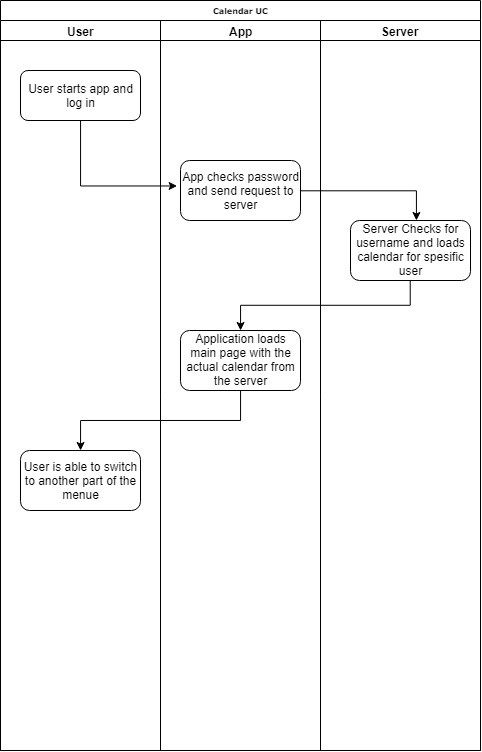 Calendar UC
User
App
Server
User starts app and
log in
App checks password
and send request to
server
Server Checks for
username and loads
calendar for spesific
user
Application loads
main page with the
actual calendar from
the server
User is able to switch
to another part of the
menue